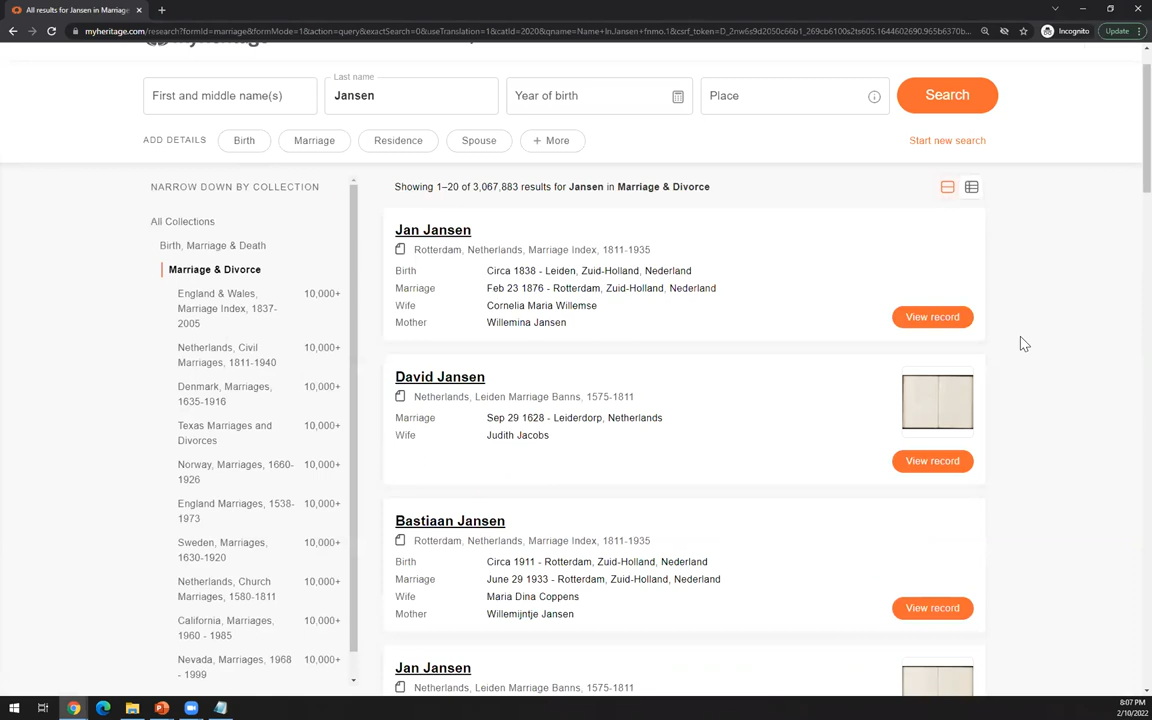 All results for Jansen in Marriage
myheritage.com/research?formId=marriage&formMode=1&action=query&exactSearch=0&useTranslation=1&catId=2020&qname=Name+ln.Jansen+fnmo.1&csrf_token=
Incognito
Update
First and middle name(s)
Last name
Jansen
Year of birth
Place
Search
ADD DETAILS Birth Marriage Residence Spouse + More
Start new search
NARROW DOWN BY COLLECTION
All Collections
Birth, Marriage & Death
Marriage & Divorce
England & Wales, 10,000+
Marriage Index, 1837-
2005
Netherlands, Civil 10,000+
Marriages, 1811-1940
Denmark, Marriages, 10,000+
1635-1916
Texas Marriages and 10,000+
Divorces
Norway, Marriages, 1660- 10,000+
1926
England Marriages, 1538- 10,000+
1973
Sweden, Marriages, 10,000+
1630-1920
Netherlands, Church 10,000+
Marriages, 1580-1811
California, Marriages, 10,000+
1960 - 1985
Nevada, Marriages, 1968 10,000+
- 1999
Showing 1–20 of 3,067,883 results for Jansen in Marriage & Divorce
Jan Jansen
Rotterdam, Netherlands, Marriage Index, 1811-1935
Birth Circa 1838 - Leiden, Zuid-Holland, Nederland
Marriage Feb 23 1876 - Rotterdam, Zuid-Holland, Nederland
Wife Cornelia Maria Willemse
Mother Willemina Jansen
View record
David Jansen
Netherlands, Leiden Marriage Banns, 1575-1811
Marriage Sep 29 1628 - Leiderdorp, Netherlands
Wife Judith Jacobs
View record
Bastiaan Jansen
Rotterdam, Netherlands, Marriage Index, 1811-1935
Birth Circa 1911 - Rotterdam, Zuid-Holland, Nederland
Marriage June 29 1933 - Rotterdam, Zuid-Holland, Nederland
Wife Maria Dina Coppens
Mother Willemijntje Jansen
View record
Jan Jansen
Netherlands, Leiden Marriage Banns, 1575-1811
8:07 PM
2/10/2022